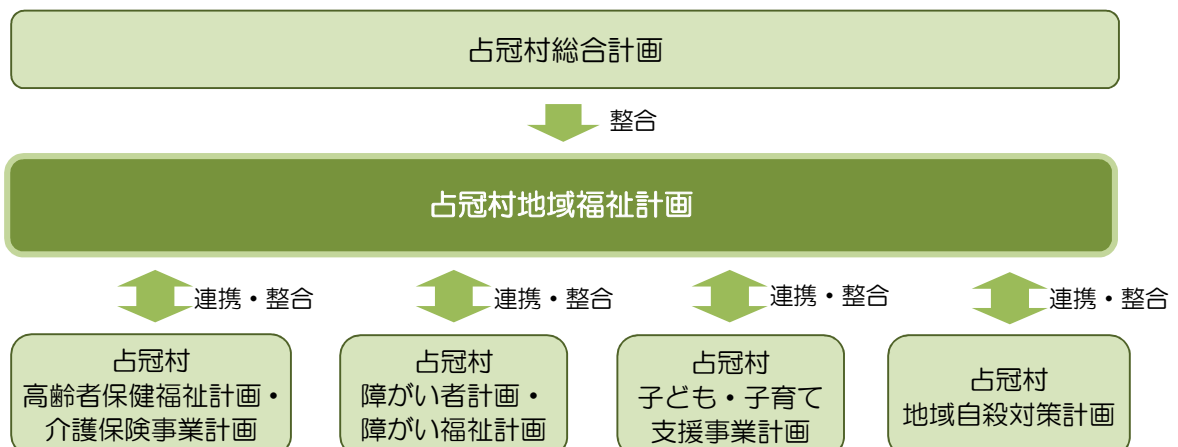 占冠村総合計画
整合
占冠村地域福祉計画
連携・整合
連携・整合
連携・整合
連携・整合
占冠村
高齢者保健福祉計画・
介護保険事業計画
占冠村
障がい者計画・
障がい福祉計画
占冠村
子ども・子育て
支援事業計画
占冠村
地域自殺対策計画